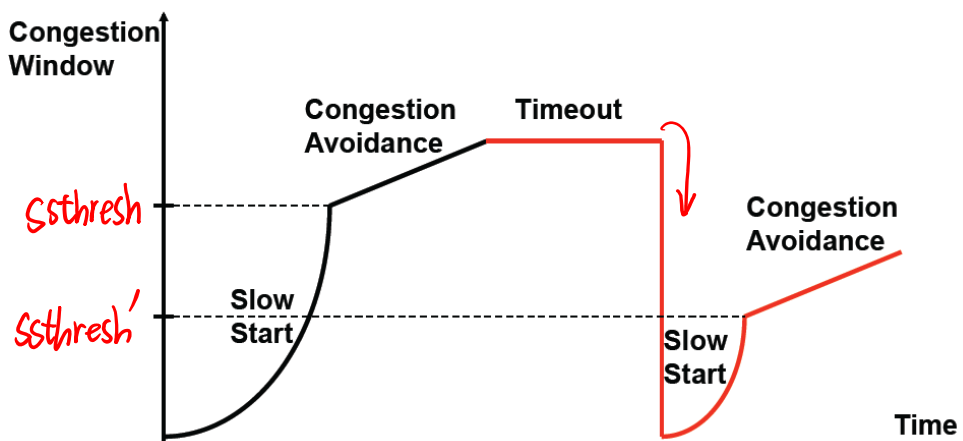 Congestion
Window
Congestion
Avoidance
Timeout
ssthresh
Congestion
Avoidance
Slow
Start
ssthresh'
Slow
Start
Time